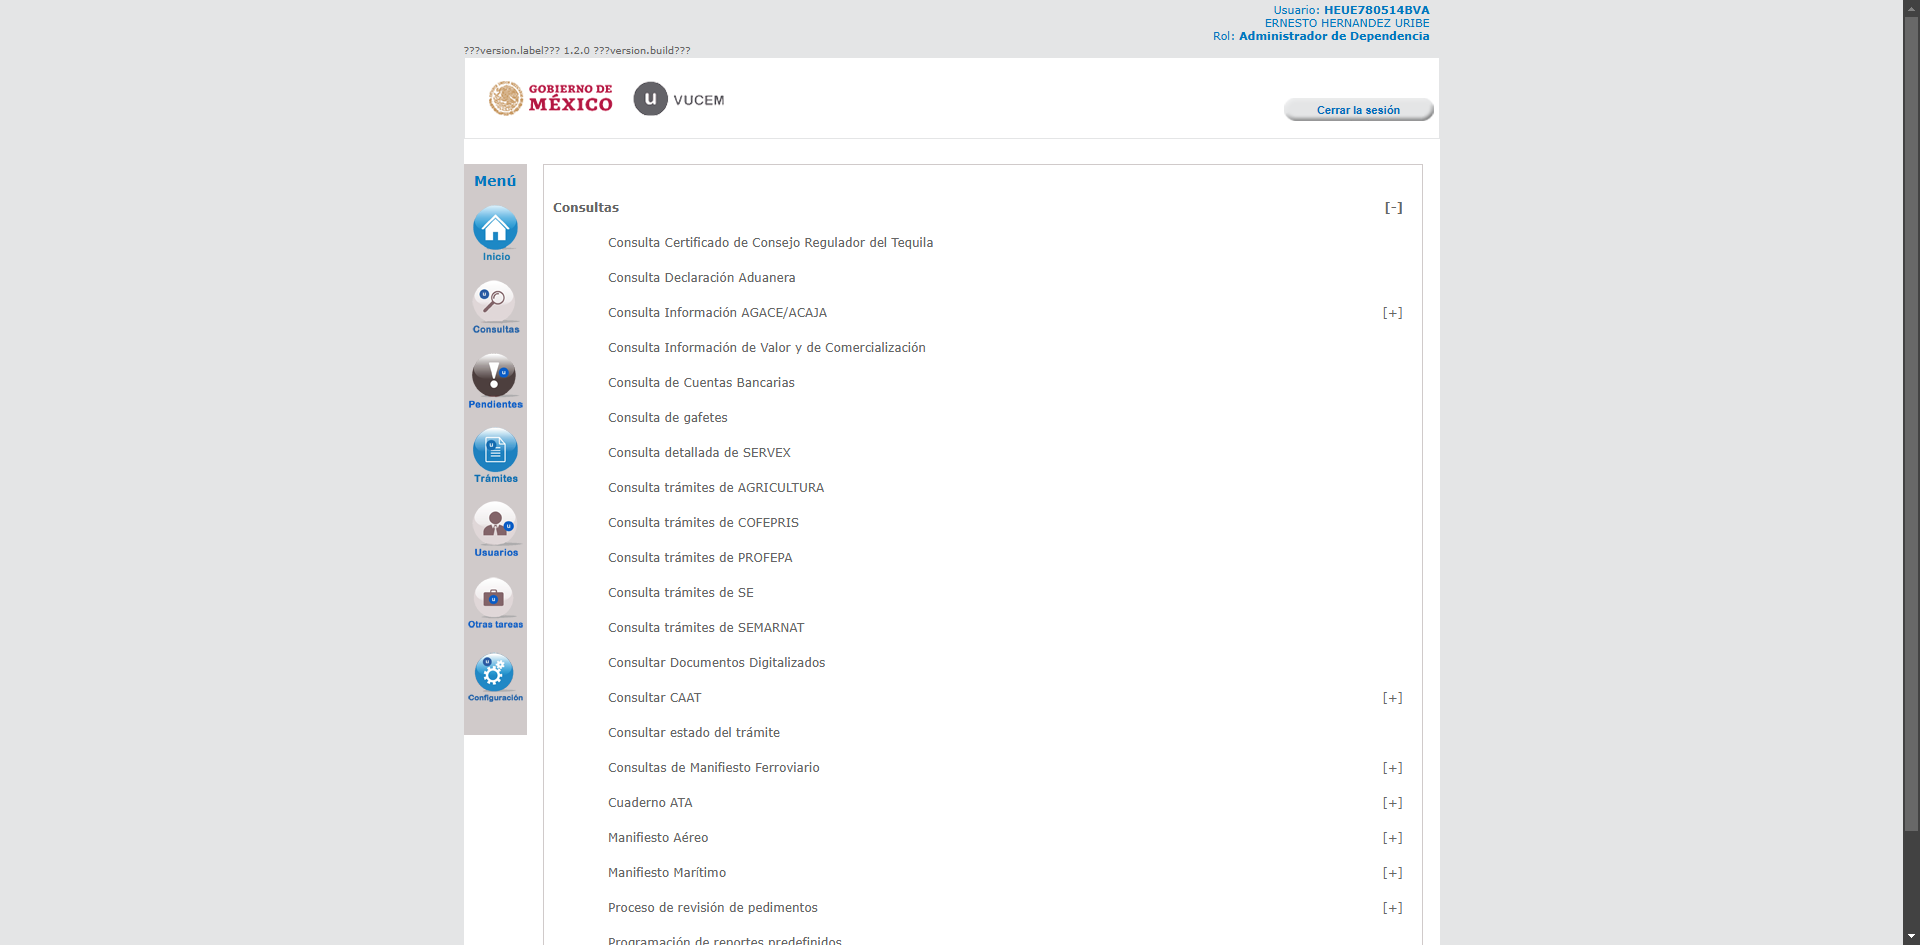 Usuario: HEUE780514BVA
ERNESTO HERNANDEZ URIBE
Rol: Administrador de Dependencia
???version.label??? 1.2.0 ???version.build???
GOBIERNO DE
MÉXICO
u VUCEM
Cerrar la sesión
Menú
Inicio
Consultas
Pendientes
Trámites
Usuarios
Otras tareas
Configuración
Consultas [-]
Consulta Certificado de Consejo Regulador del Tequila
Consulta Declaración Aduanera
Consulta Información AGACE/ACAJA [+]
Consulta Información de Valor y de Comercialización
Consulta de Cuentas Bancarias
Consulta de gafetes
Consulta detallada de SERVEX
Consulta trámites de AGRICULTURA
Consulta trámites de COFEPRIS
Consulta trámites de PROFEPA
Consulta trámites de SE
Consulta trámites de SEMARNAT
Consultar Documentos Digitalizados
Consultar CAAT [+]
Consultar estado del trámite
Consultas de Manifiesto Ferroviario [+]
Cuaderno ATA [+]
Manifiesto Aéreo [+]
Manifiesto Marítimo [+]
Proceso de revisión de pedimentos [+]
Programación de reportes predefinidos